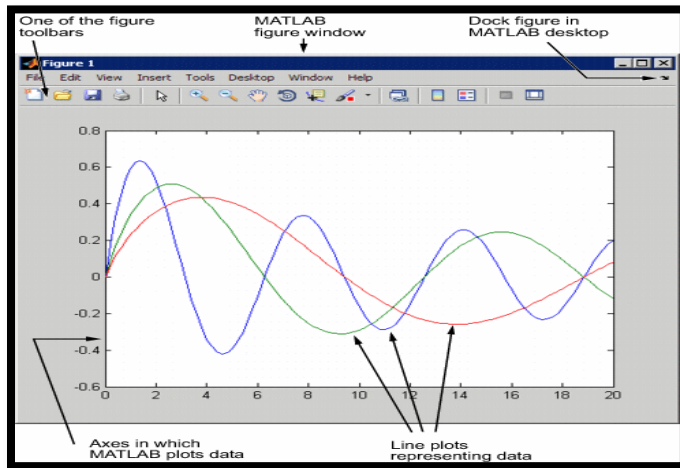 One of the figure
toolbars
MATLAB
figure window
Dock figure in
MATLAB desktop
Figure 1
File Edit View Insert Tools Desktop Window Help
0.8
0.6
0.4
0.2
0
-0.2
-0.4
-0.6
0 2 4 6 8 10 12 14 16 18 20
Axes in which
MATLAB plots data
Line plots
representing data